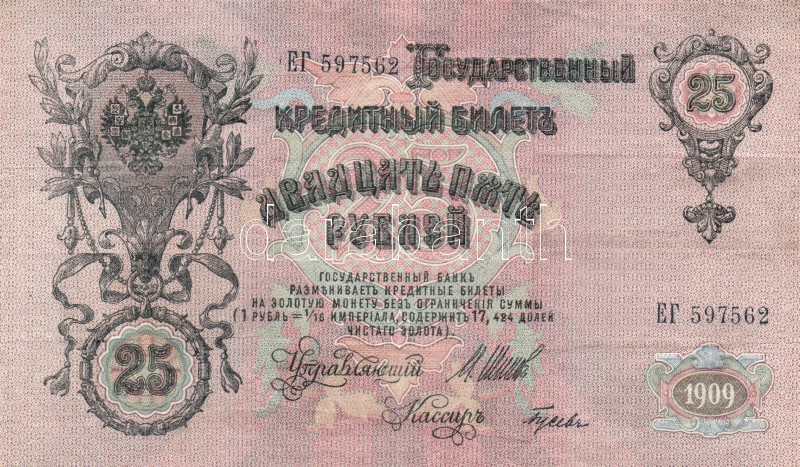 ЕГ 597562 Государственный
25
Кредитный Билетъ
Двадцать пять
Рублей
darabanth
Государственный Банкъ
размѣниваетъ кредитные билеты
на золотую монету безъ ограниченія суммы
(1 рубль = 1/15 имперіала, содержитъ 17,424 долей
чистаго золота).
ЕГ 597562
Управляющій
25
Кассиръ
1909